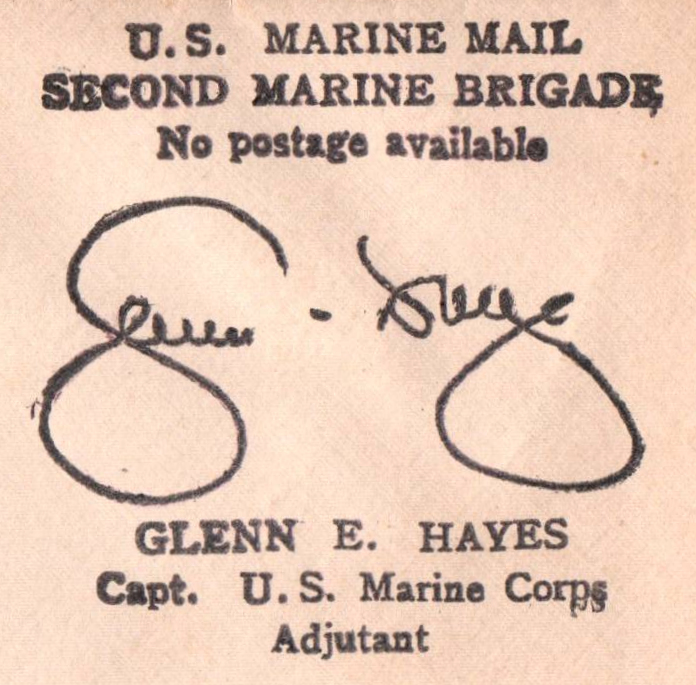 U.S. MARINE MAIL
SECOND MARINE BRIGADE
No postage available
GLENN E. HAYES
Capt. U.S. Marine Corps
Adjutant